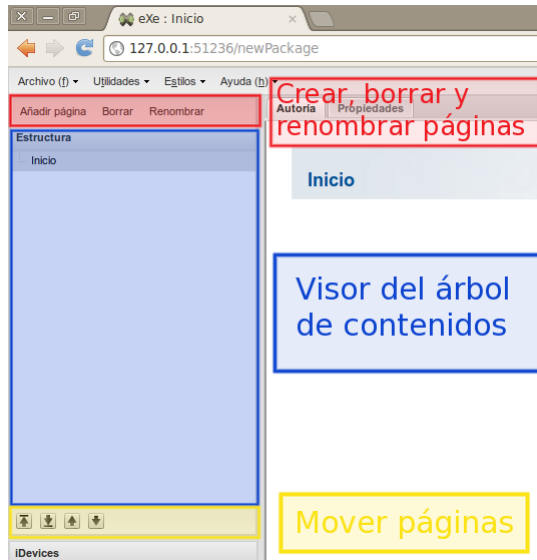 eXe : Inicio
127.0.0.1:51236/newPackage
Archivo (f) Utilidades Estilos Ayuda (h)
Crear, borrar y
renombrar páginas
Añadir página Borrar Renombrar
Autoría Propiedades
Estructura
Inicio
Inicio
Visor del árbol
de contenidos
Mover páginas
iDevices